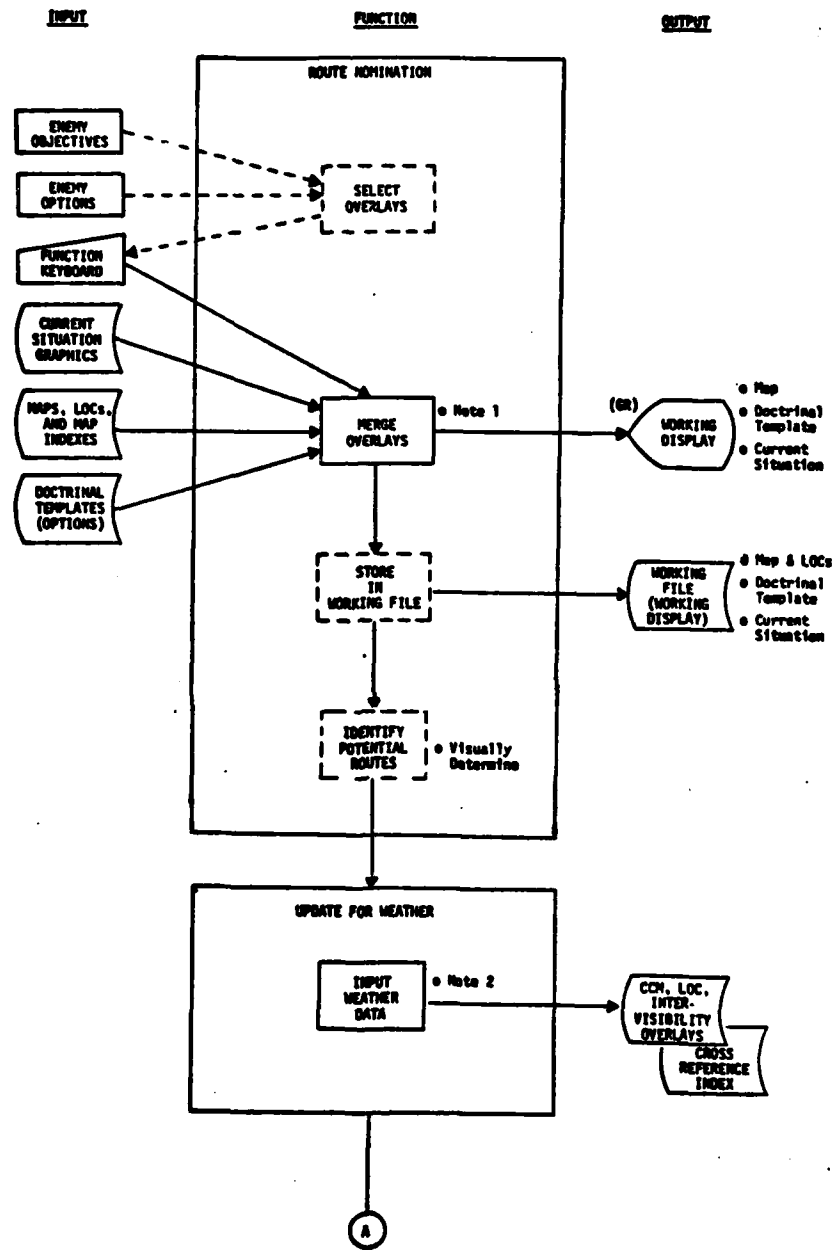 INPUT
FUNCTION
OUTPUT
ROUTE NOMINATION
ENEMY
OBJECTIVES
ENEMY
OPTIONS
SELECT
OVERLAYS
FUNCTION
KEYBOARD
CURRENT
SITUATION
GRAPHICS
MAPS, LOCs,
AND MAP
INDEXES
DOCTRINAL
TEMPLATES
(OPTIONS)
MERGE
OVERLAYS
• Note 1
(GR)
WORKING
DISPLAY
• Map
• Doctrinal
Template
• Current
Situation
STORE
IN
WORKING FILE
WORKING
FILE
(WORKING
DISPLAY)
• Map & LOCs
• Doctrinal
Template
• Current
Situation
IDENTIFY
POTENTIAL
ROUTES
• Visually
Determine
UPDATE FOR WEATHER
INPUT
WEATHER
DATA
• Note 2
CCM, LOC,
INTER-
VISIBILITY
OVERLAYS
CROSS
REFERENCE
INDEX
A